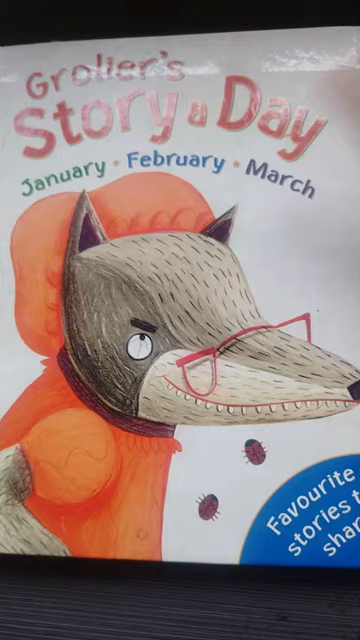 Grolier's
Story a Day
January • February • March
Favourite
stories t
shar